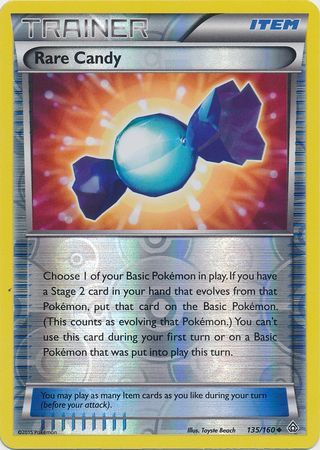 TRAINER ITEM
Rare Candy
Choose 1 of your Basic Pokémon in play. If you have
a Stage 2 card in your hand that evolves from that
Pokémon, put that card on the Basic Pokémon.
(This counts as evolving that Pokémon.) You can't
use this card during your first turn or on a Basic
Pokémon that was put into play this turn.
You may play as many Item cards as you like during your turn
(before your attack).
©2015 Pokémon Illus. Toyste Beach 135/160